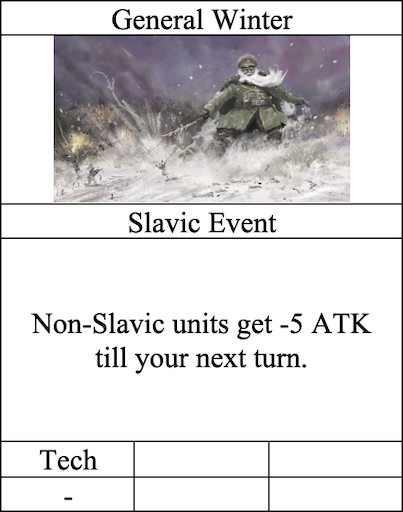 General Winter
Slavic Event
Non-Slavic units get -5 ATK
till your next turn.
Tech
-